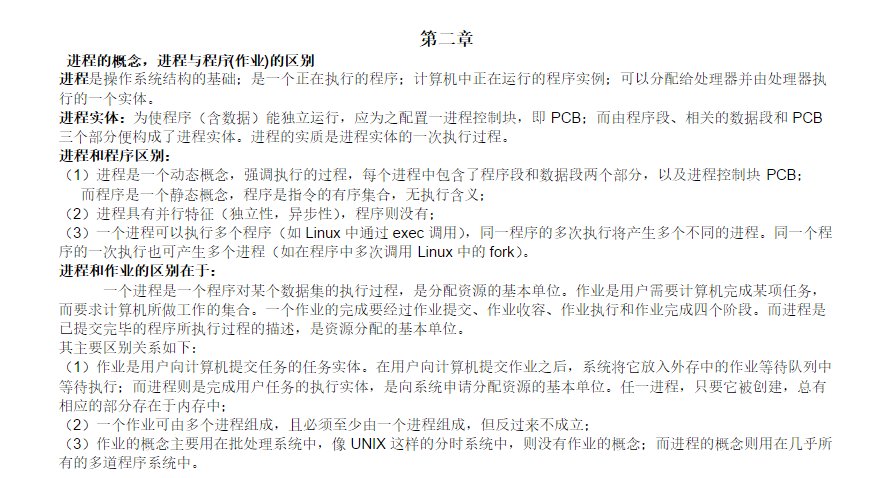 第二章
进程的概念，进程与程序(作业)的区别
进程是操作系统结构的基础；是一个正在执行的程序；计算机中正在运行的程序实例；可以分配给处理器并由处理器执
行的一个实体。
进程实体：为使程序（含数据）能独立运行，应为之配置一进程控制块，即 PCB；而由程序段、相关的数据段和 PCB
三个部分便构成了进程实体。进程的实质是进程实体的一次执行过程。
进程和程序区别：
（1）进程是一个动态概念，强调执行的过程，每个进程中包含了程序段和数据段两个部分，以及进程控制块 PCB；
而程序是一个静态概念，程序是指令的有序集合，无执行含义；
（2）进程具有并行特征（独立性，异步性），程序则没有；
（3）一个进程可以执行多个程序（如 Linux 中通过 exec 调用），同一程序的多次执行将产生多个不同的进程。同一个程
序的一次执行也可产生多个进程（如在程序中多次调用 Linux 中的 fork）。
进程和作业的区别在于：
一个进程是一个程序对某个数据集的执行过程，是分配资源的基本单位。作业是用户需要计算机完成某项任务，
而要求计算机所做工作的集合。一个作业的完成要经过作业提交、作业收容、作业执行和作业完成四个阶段。而进程是
已提交完毕的程序所执行过程的描述，是资源分配的基本单位。
其主要区别关系如下：
（1）作业是用户向计算机提交任务的任务实体。在用户向计算机提交作业之后，系统将它放入外存中的作业等待队列中
等待执行；而进程则是完成用户任务的执行实体，是向系统申请分配资源的基本单位。任一进程，只要它被创建，总有
相应的部分存在于内存中；
（2）一个作业可由多个进程组成，且必须至少由一个进程组成，但反过来不成立；
（3）作业的概念主要用在批处理系统中，像 UNIX 这样的分时系统中，则没有作业的概念；而进程的概念则用在几乎所
有的多道程序系统中。